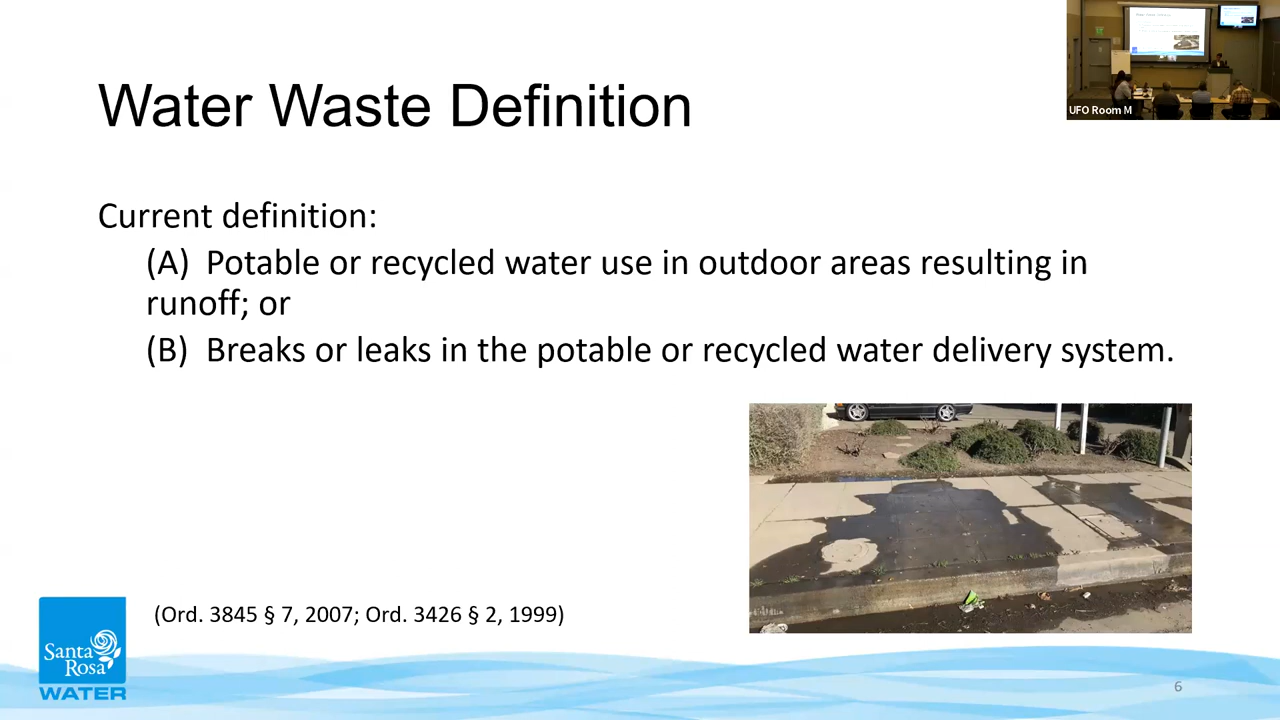 Water Waste Definition
UFO Room M
Current definition:
(A) Potable or recycled water use in outdoor areas resulting in
runoff; or
(B) Breaks or leaks in the potable or recycled water delivery system.
(Ord. 3845 § 7, 2007; Ord. 3426 § 2, 1999)
Santa
Rosa
WATER
6